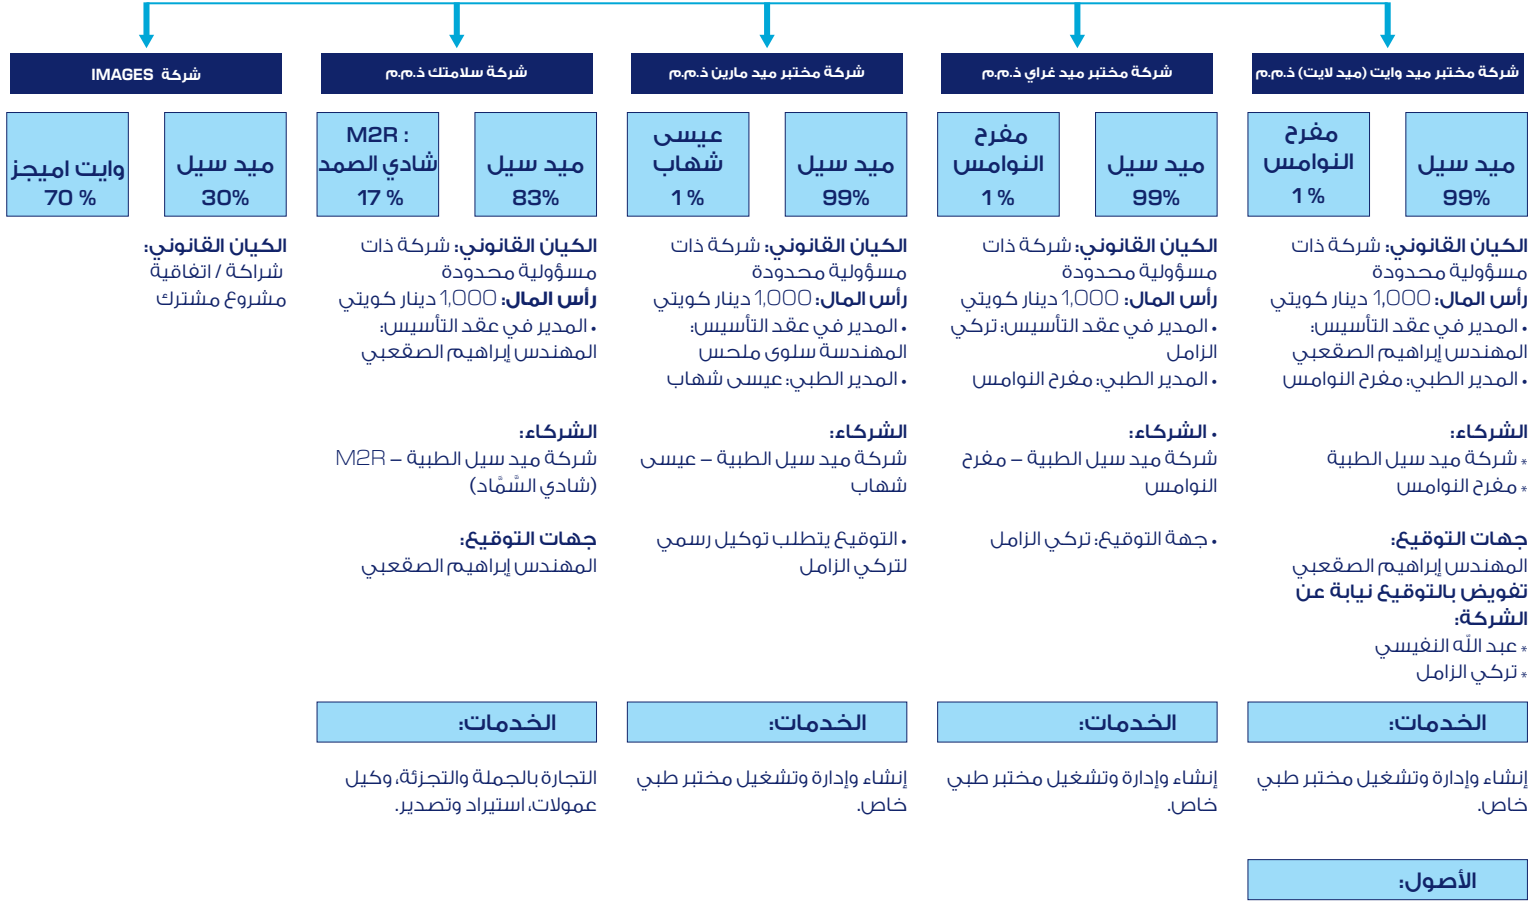 شركة مختبر ميد وايت (ميد لايت) ذ.م.م
ميد سيل
99%
مفرح
النوامس
1 %
الكيان القانوني: شركة ذات
مسؤولية محدودة
رأس المال: 1,000 دينار كويتي
• المدير في عقد التأسيس:
المهندس إبراهيم الصقعبي
• المدير الطبي: مفرح النوامس
الشركاء:
* شركة ميد سيل الطبية
* مفرح النوامس
جهات التوقيع:
المهندس إبراهيم الصقعبي
تفويض بالتوقيع نيابة عن
الشركة:
* عبد الله النفيسي
* تركي الزامل
الخدمات:
إنشاء وإدارة وتشغيل مختبر طبي
خاص.
الأصول:
شركة مختبر ميد غراي ذ.م.م
ميد سيل
99%
مفرح
النوامس
1 %
الكيان القانوني: شركة ذات
مسؤولية محدودة
رأس المال: 1,000 دينار كويتي
• المدير في عقد التأسيس: تركي
الزامل
• المدير الطبي: مفرح النوامس
• الشركاء:
شركة ميد سيل الطبية – مفرح
النوامس
• جهة التوقيع: تركي الزامل
الخدمات:
إنشاء وإدارة وتشغيل مختبر طبي
خاص.
شركة مختبر ميد مارين ذ.م.م
ميد سيل
99%
عيسى
شهاب
1 %
الكيان القانوني: شركة ذات
مسؤولية محدودة
رأس المال: 1,000 دينار كويتي
• المدير في عقد التأسيس:
المهندسة سلوى ملحس
• المدير الطبي: عيسى شهاب
الشركاء:
شركة ميد سيل الطبية – عيسى
شهاب
• التوقيع يتطلب توكيل رسمي
لتركي الزامل
الخدمات:
إنشاء وإدارة وتشغيل مختبر طبي
خاص.
شركة سلامتك ذ.م.م
ميد سيل
83%
M2R :
شادي الصمد
17 %
الكيان القانوني: شركة ذات
مسؤولية محدودة
رأس المال: 1,000 دينار كويتي
• المدير في عقد التأسيس:
المهندس إبراهيم الصقعبي
الشركاء:
شركة ميد سيل الطبية – M2R
(شادي السَّمَّاد)
جهات التوقيع:
المهندس إبراهيم الصقعبي
الخدمات:
التجارة بالجملة والتجزئة، وكيل
عمولات، استيراد وتصدير.
شركة IMAGES
ميد سيل
30%
وايت اميجز
70 %
الكيان القانوني:
شراكة / اتفاقية
مشروع مشترك